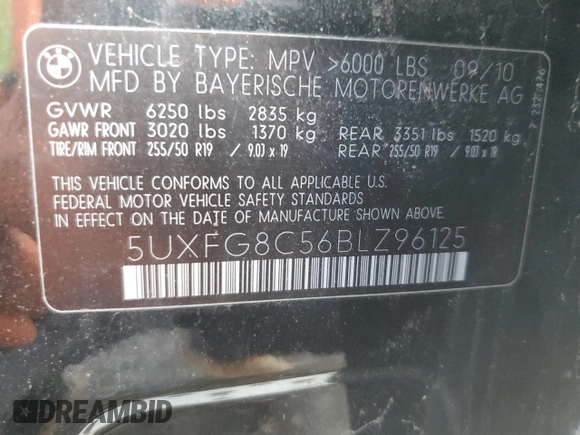 BMW
VEHICLE TYPE: MPV >6000 LBS 09/10
MFD BY BAYERISCHE MOTORENWERKE AG
GVWR 6250 lbs 2835 kg
GAWR FRONT 3020 lbs 1370 kg REAR 3351 lbs 1520 kg
TIRE/RIM FRONT 255/50 R19 / 9.0J x 19 REAR 255/50 R19 / 9.0J x 19
THIS VEHICLE CONFORMS TO ALL APPLICABLE U.S.
FEDERAL MOTOR VEHICLE SAFETY STANDARDS
IN EFFECT ON THE DATE OF MANUFACTURE SHOWN ABOVE.
5UXFG8C56BLZ96125
DREAMBID